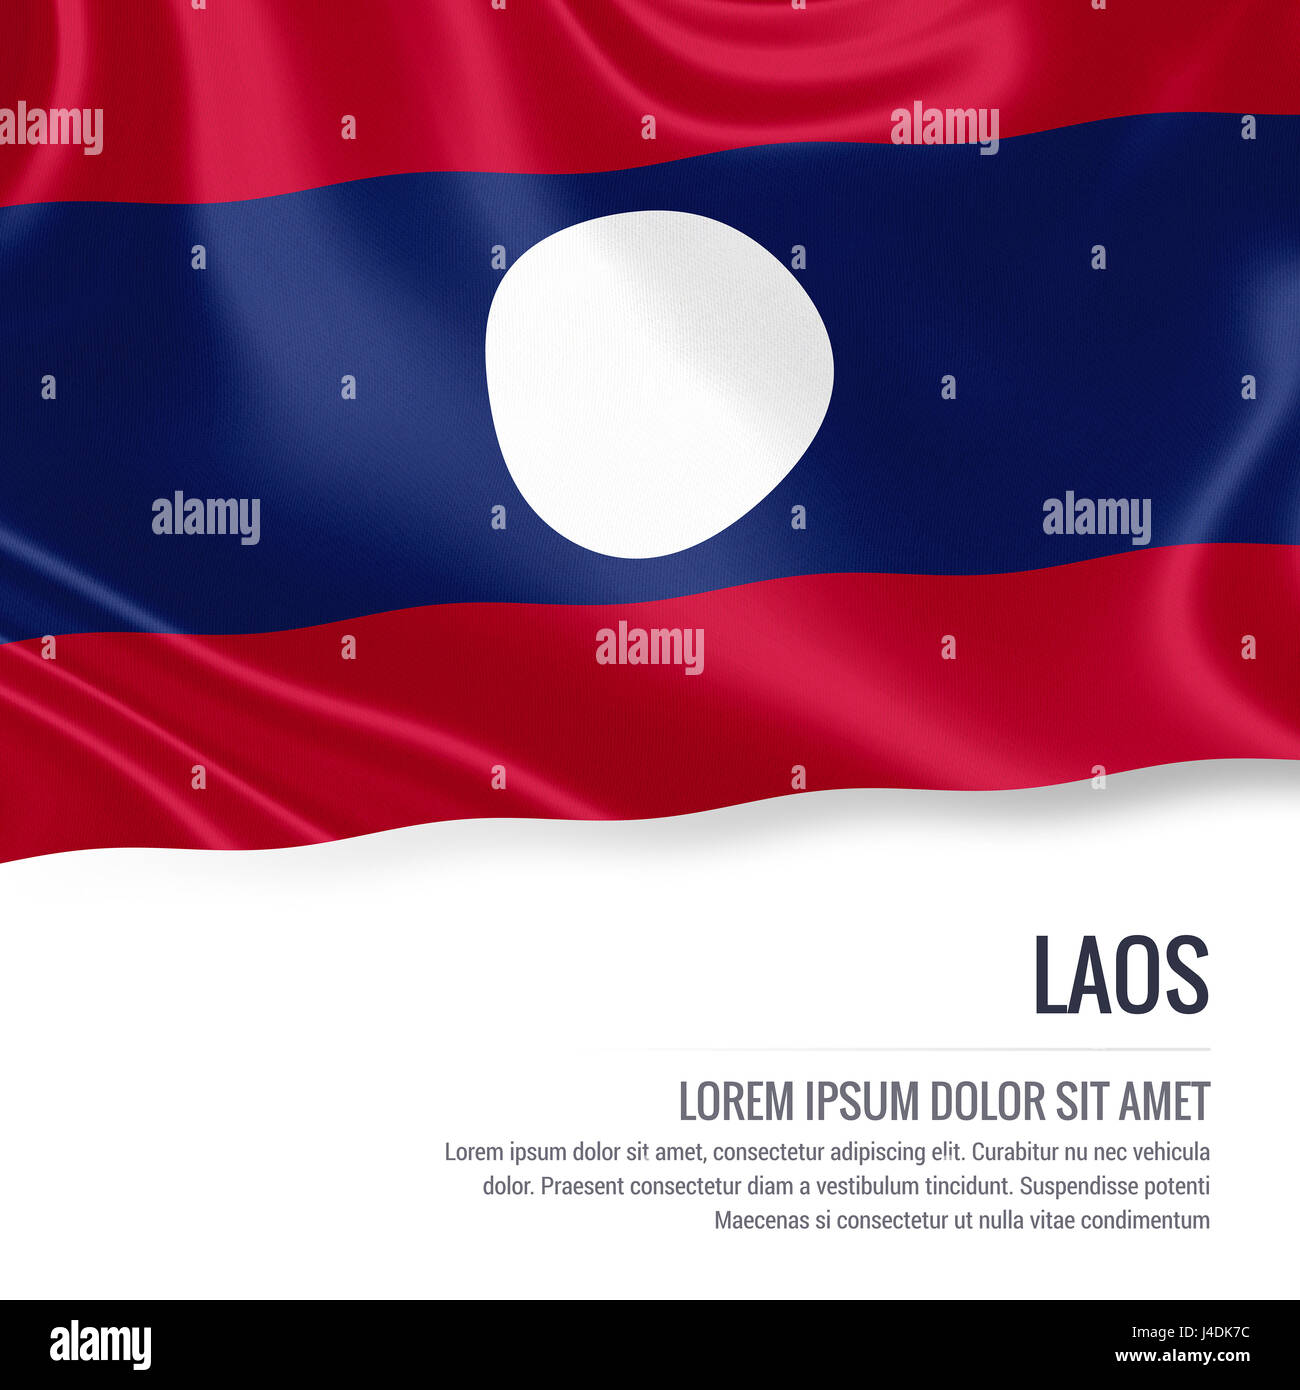 alamy
a
a
alamy
a
a
a
a
a
a
a
a
a
alamy
a
a
alamy
a
a
alamy
a
a
a
a
a
a
LAOS
LOREM IPSUM DOLOR SIT AMET
Lorem ipsum dolor sit amet, consectetur adipiscing elit. Curabitur nu nec vehicula
dolor. Praesent consectetur diam a vestibulum tincidunt. Suspendisse potenti
Maecenas si consectetur ut nulla vitae condimentum
alamy
Image ID: J4DK7C
www.alamy.com